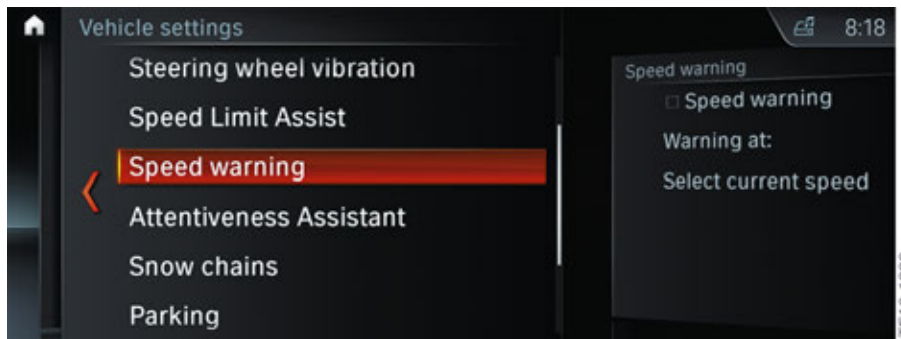 Vehicle settings
8:18
Steering wheel vibration
Speed Limit Assist
Speed warning
Attentiveness Assistant
Snow chains
Parking
Speed warning
Speed warning
Warning at:
Select current speed